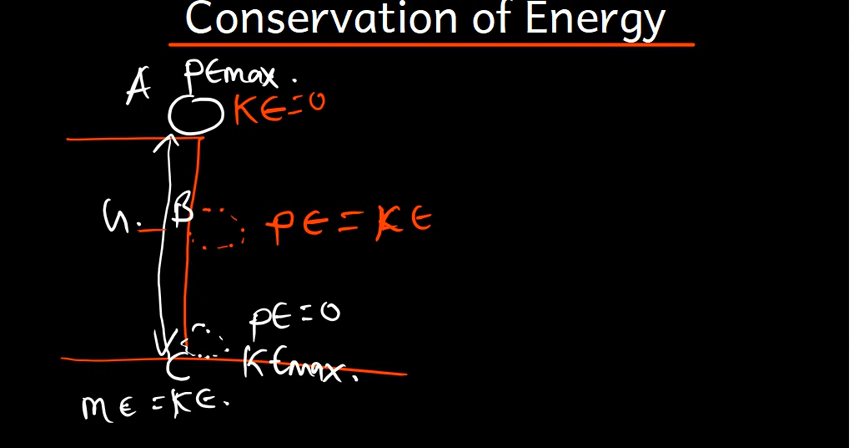 Conservation of Energy
A PEmax.
KE=0
h. B PE = KE
PE=0
C KEmax.
ME=KE.